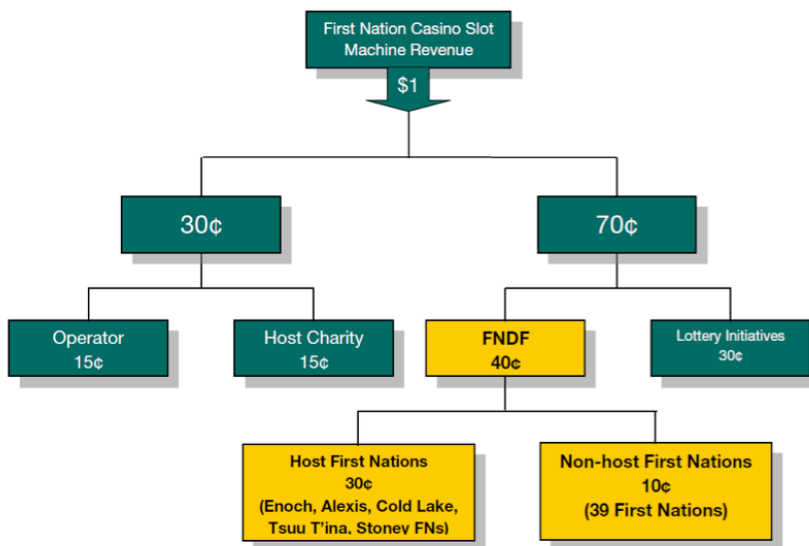 First Nation Casino Slot
Machine Revenue
$1
30¢
70¢
Operator
15¢
Host Charity
15¢
FNDF
40¢
Lottery Initiatives
30¢
Host First Nations
30¢
(Enoch, Alexis, Cold Lake,
Tsuu T'ina, Stoney FNs)
Non-host First Nations
10¢
(39 First Nations)